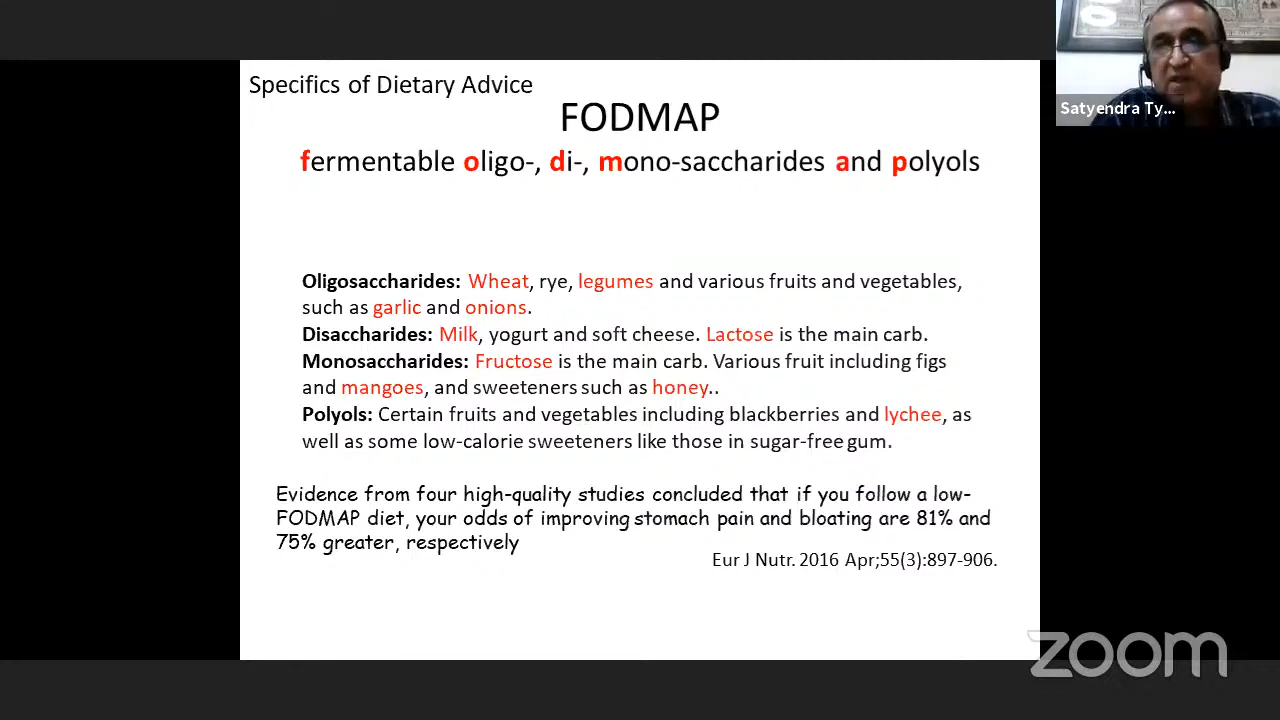 Satyendra Ty...
Specifics of Dietary Advice
FODMAP
fermentable oligo-, di-, mono-saccharides and polyols
Oligosaccharides: Wheat, rye, legumes and various fruits and vegetables,
such as garlic and onions.
Disaccharides: Milk, yogurt and soft cheese. Lactose is the main carb.
Monosaccharides: Fructose is the main carb. Various fruit including figs
and mangoes, and sweeteners such as honey..
Polyols: Certain fruits and vegetables including blackberries and lychee, as
well as some low-calorie sweeteners like those in sugar-free gum.
Evidence from four high-quality studies concluded that if you follow a low-
FODMAP diet, your odds of improving stomach pain and bloating are 81% and
75% greater, respectively
Eur J Nutr. 2016 Apr;55(3):897-906.
zoom